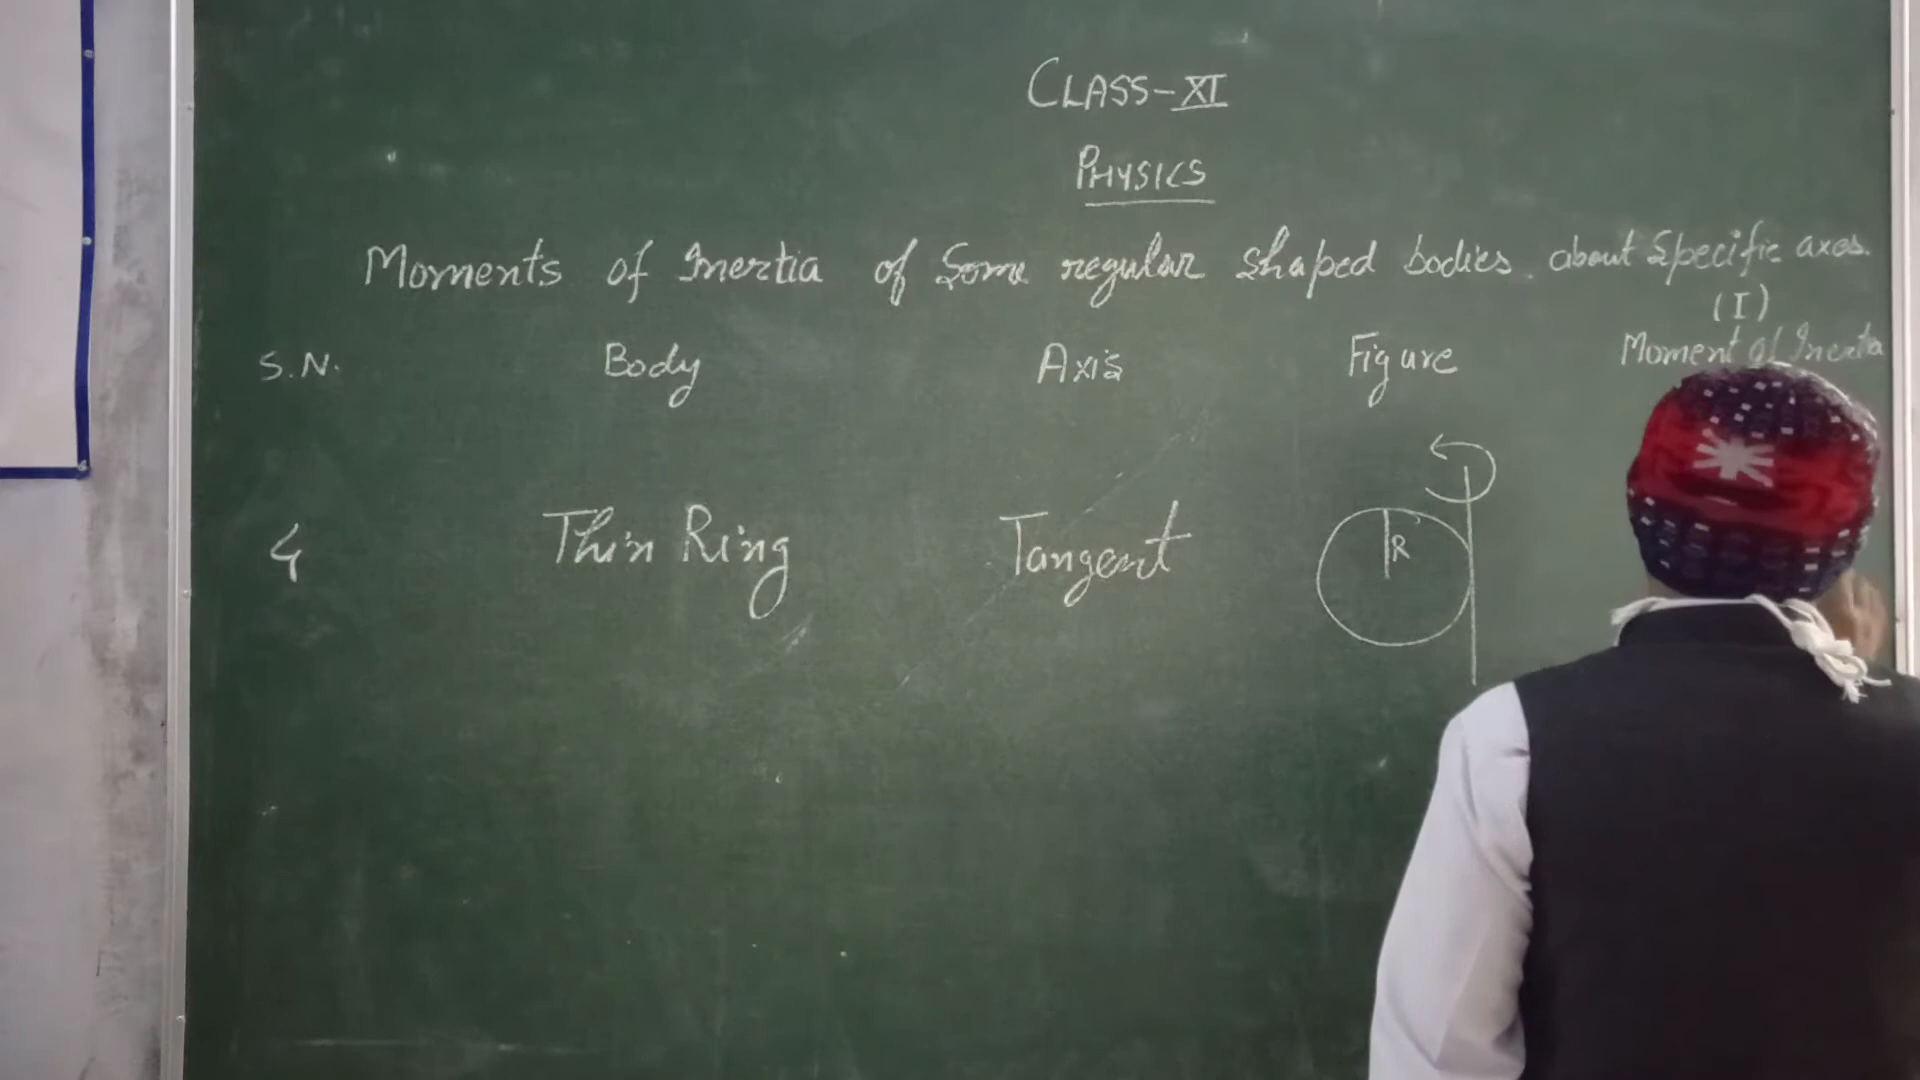 CLASS-XI
PHYSICS
Moments of Inertia of Some regular shaped bodies. about Specific axes.
S.N. Body Axis Figure (I) Moment of Inertia
4 Thin Ring Tangent R